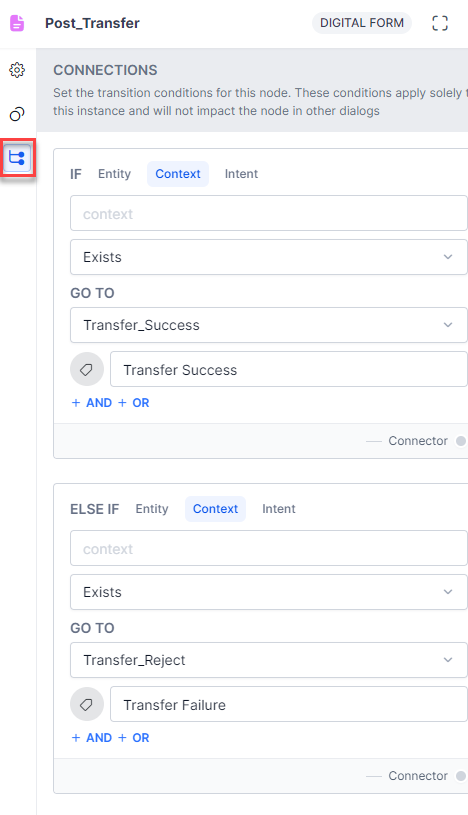 Post_Transfer DIGITAL FORM
CONNECTIONS
Set the transition conditions for this node. These conditions apply solely
this instance and will not impact the node in other dialogs
IF Entity Context Intent
context
Exists
GO TO
Transfer_Success
Transfer Success
+ AND + OR
Connector
ELSE IF Entity Context Intent
context
Exists
GO TO
Transfer_Reject
Transfer Failure
+ AND + OR
Connector